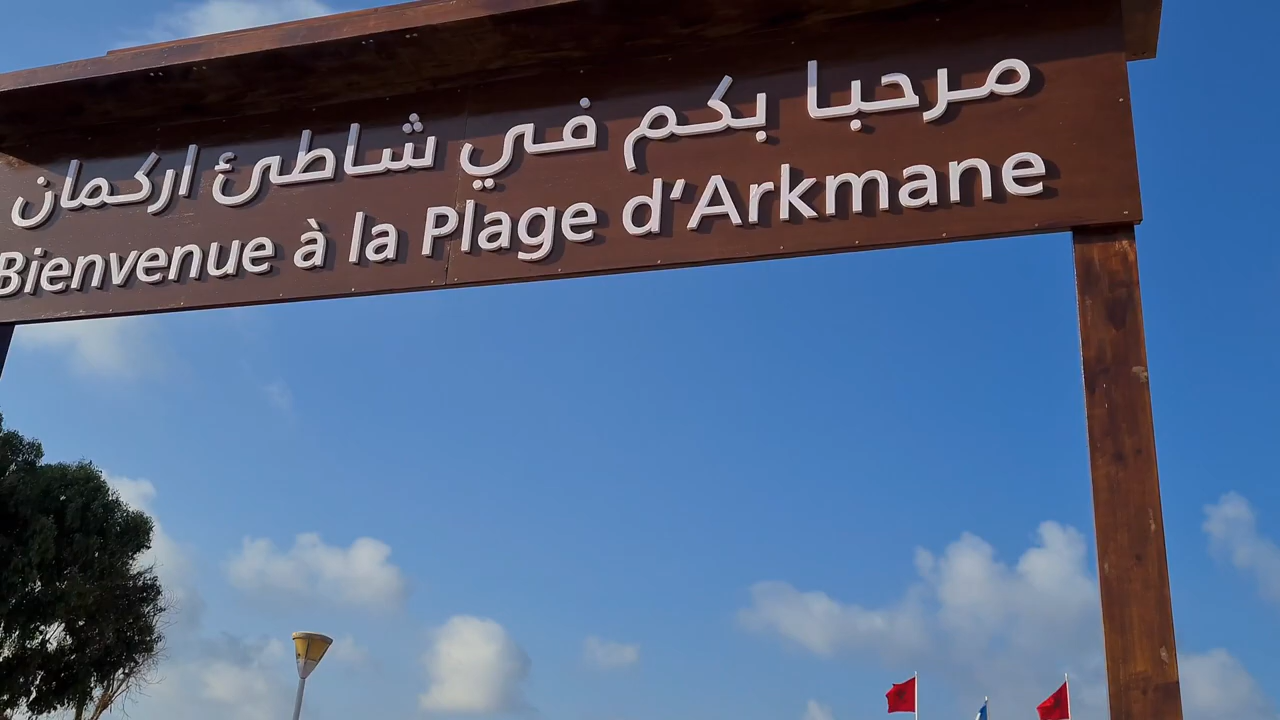 مرحبا بكم في شاطئ اركمان
Bienvenue à la Plage d'Arkmane